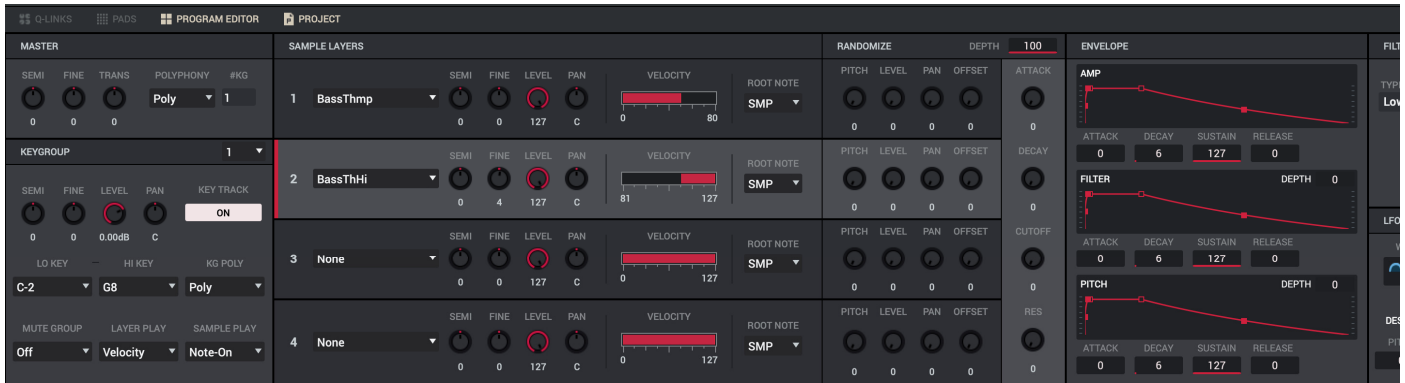 Q-LINKS PADS PROGRAM EDITOR PROJECT
MASTER
SEMI FINE TRANS POLYPHONY #KG
Poly 1
0 0 0
KEYGROUP 1
SEMI FINE LEVEL PAN KEY TRACK
ON
0 0 0.00dB C
LO KEY – HI KEY KG POLY
C-2 G8 Poly
MUTE GROUP LAYER PLAY SAMPLE PLAY
Off Velocity Note-On
SAMPLE LAYERS
SEMI FINE LEVEL PAN VELOCITY ROOT NOTE
1 BassThmp SMP
0 0 127 C 0 80
SEMI FINE LEVEL PAN VELOCITY ROOT NOTE
2 BassThHi SMP
0 4 127 C 81 127
SEMI FINE LEVEL PAN VELOCITY ROOT NOTE
3 None SMP
0 0 127 C 0 127
SEMI FINE LEVEL PAN VELOCITY ROOT NOTE
4 None SMP
0 0 127 C 0 127
RANDOMIZE DEPTH 100
PITCH LEVEL PAN OFFSET ATTACK
0 0 0 0 0
PITCH LEVEL PAN OFFSET DECAY
0 0 0 0 0
PITCH LEVEL PAN OFFSET CUTOFF
0 0 0 0 0
PITCH LEVEL PAN OFFSET RES
0 0 0 0 0
ENVELOPE
AMP
ATTACK DECAY SUSTAIN RELEASE
0 6 127 0
FILTER DEPTH 0
ATTACK DECAY SUSTAIN RELEASE
0 6 127 0
PITCH DEPTH 0
ATTACK DECAY SUSTAIN RELEASE
0 6 127 0
FILT
TYP
Lov
LFO
DES
PIT